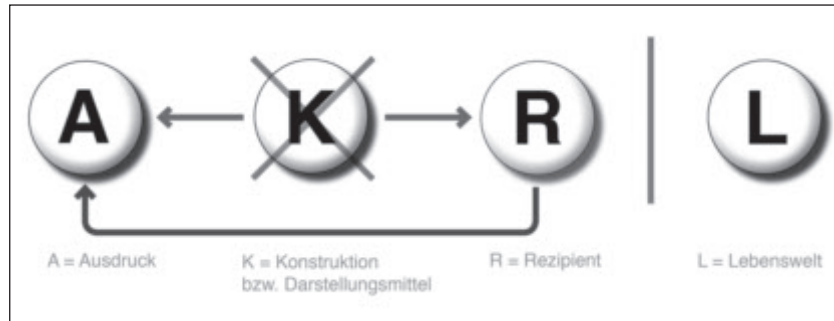 A
K
R
L
A = Ausdruck
K = Konstruktion
bzw. Darstellungsmittel
R = Rezipient
L = Lebenswelt